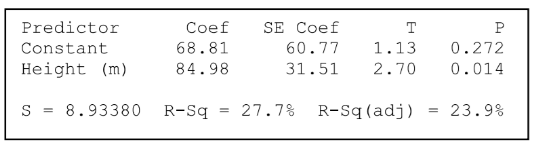 Predictor Coef SE Coef T P
Constant 68.81 60.77 1.13 0.272
Height (m) 84.98 31.51 2.70 0.014
S = 8.93380 R-Sq = 27.7% R-Sq(adj) = 23.9%